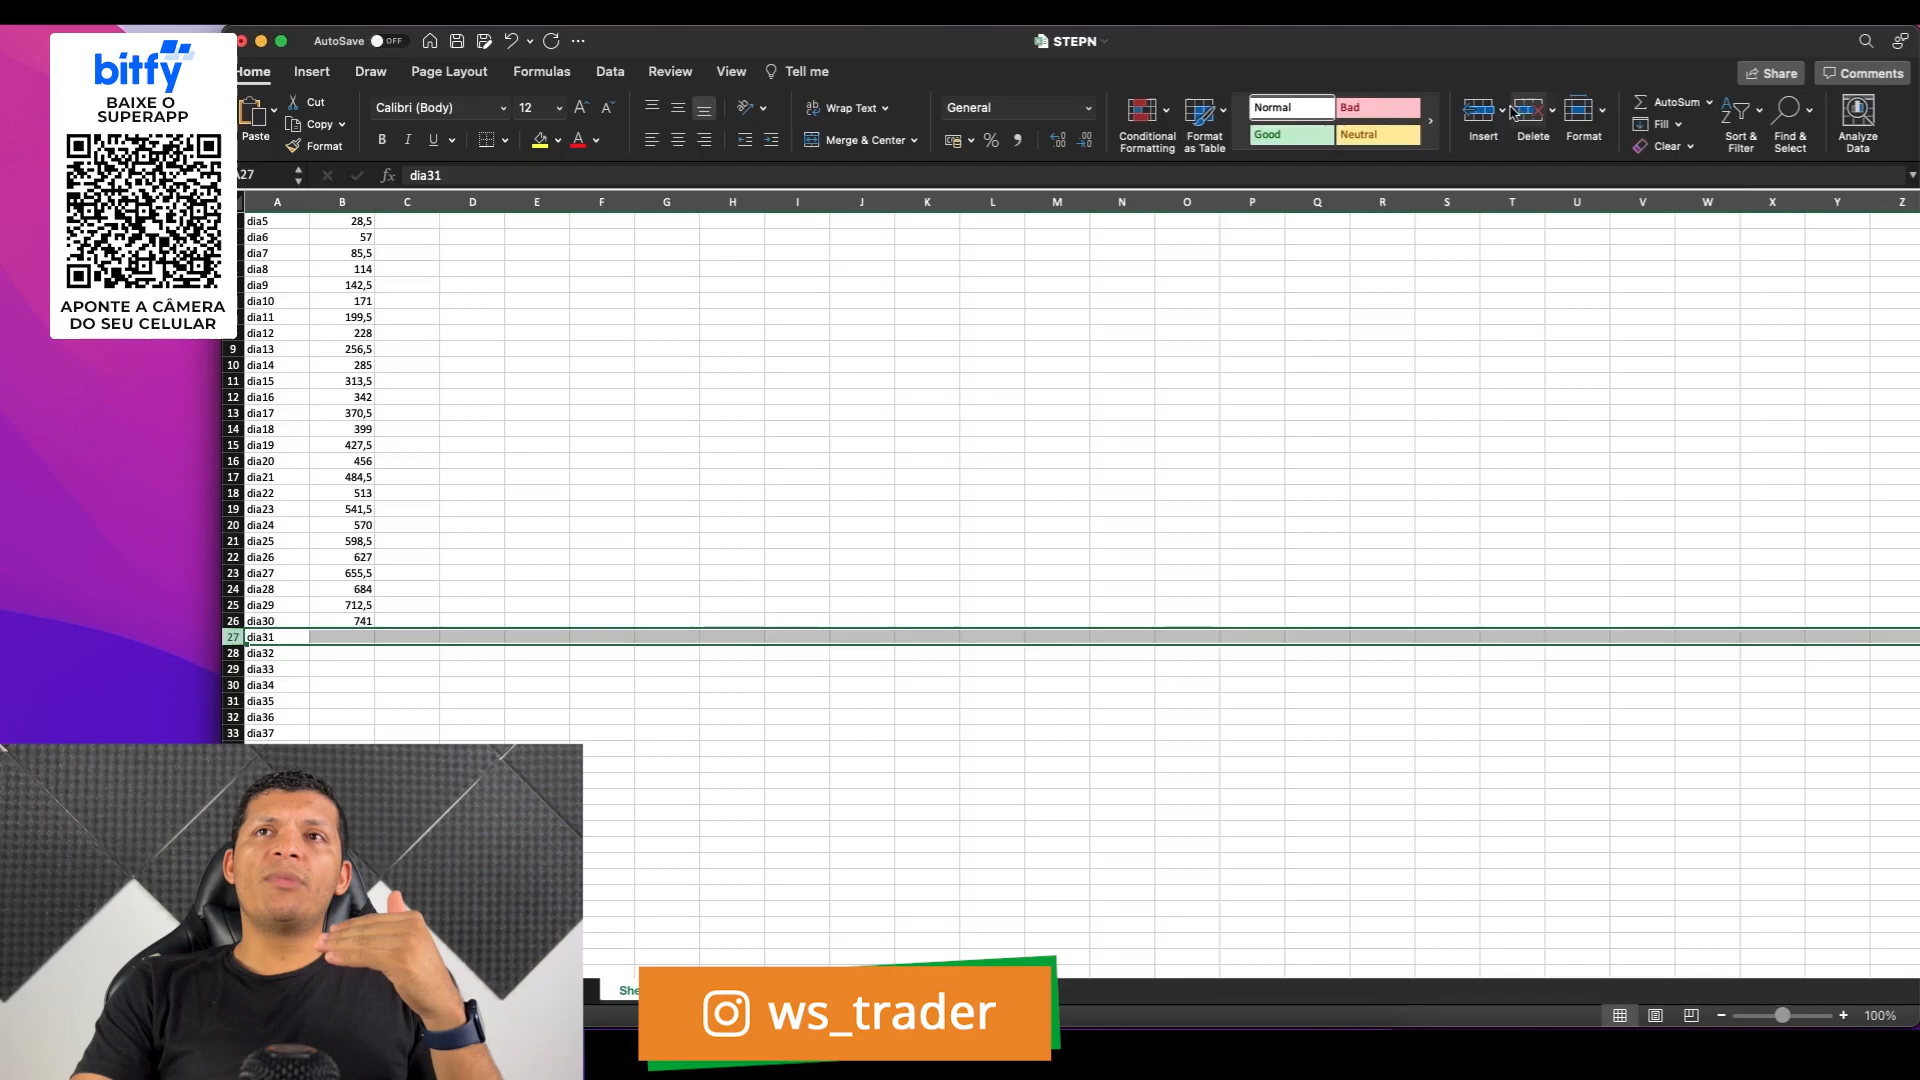 bitfy
BAIXE O
SUPERAPP
APONTE A CÂMERA
DO SEU CELULAR
AutoSave OFF
STEPN
Home Insert Draw Page Layout Formulas Data Review View Tell me
Share Comments
Paste
Cut
Copy
Format
Calibri (Body) 12
B I U
Wrap Text
Merge & Center
General
Conditional
Formatting
Format
as Table
Normal Bad
Good Neutral
Insert Delete Format
AutoSum
Fill
Clear
Sort &
Filter
Find &
Select
Analyze
Data
A27 fx dia31
A B C D E F G H I J K L M N O P Q R S T U V W X Y Z
dia5 28,5
dia6 57
dia7 85,5
dia8 114
dia9 142,5
dia10 171
dia11 199,5
dia12 228
9 dia13 256,5
10 dia14 285
11 dia15 313,5
12 dia16 342
13 dia17 370,5
14 dia18 399
15 dia19 427,5
16 dia20 456
17 dia21 484,5
18 dia22 513
19 dia23 541,5
20 dia24 570
21 dia25 598,5
22 dia26 627
23 dia27 655,5
24 dia28 684
25 dia29 712,5
26 dia30 741
27 dia31
28 dia32
29 dia33
30 dia34
31 dia35
32 dia36
33 dia37
ws_trader
100%